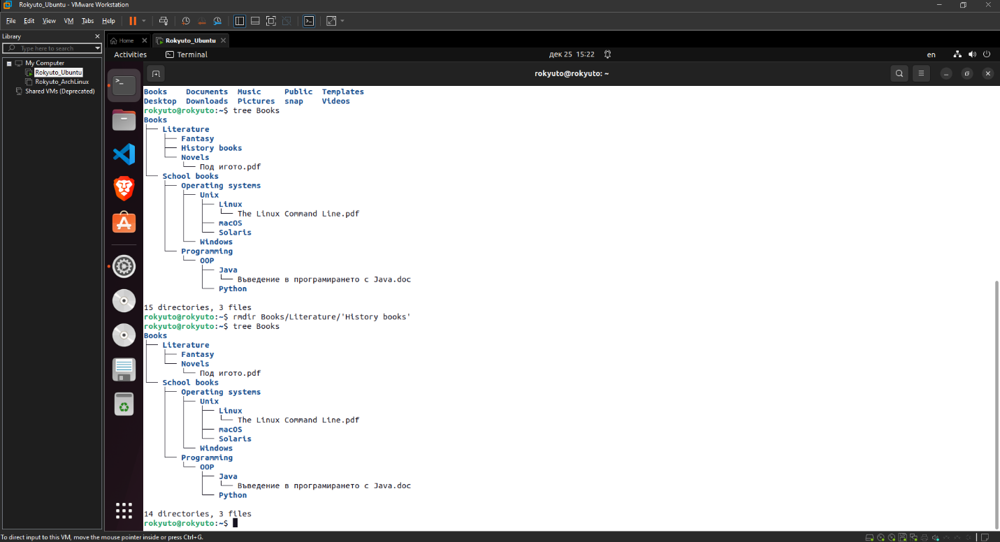 Rokyuto_Ubuntu - VMware Workstation
File Edit View VM Tabs Help
Library
Type here to search
My Computer
Rokyuto_Ubuntu
Rokyuto_ArchLinux
Shared VMs (Deprecated)
Home Rokyuto_Ubuntu
Activities Terminal дек 25 15:22 en
rokyuto@rokyuto: ~
Books Documents Music Public Templates
Desktop Downloads Pictures snap Videos
rokyuto@rokyuto:~$ tree Books
Books
├── Literature
│   ├── Fantasy
│   ├── History books
│   └── Novels
│       └── Под игото.pdf
└── School books
    ├── Operating systems
    │   ├── Unix
    │   │   ├── Linux
    │   │   │   └── The Linux Command Line.pdf
    │   │   ├── macOS
    │   │   └── Solaris
    │   └── Windows
    └── Programming
        └── OOP
            ├── Java
            │   └── Въведение в програмирането с Java.doc
            └── Python
15 directories, 3 files
rokyuto@rokyuto:~$ rmdir Books/Literature/'History books'
rokyuto@rokyuto:~$ tree Books
Books
├── Literature
│   ├── Fantasy
│   └── Novels
│       └── Под игото.pdf
└── School books
    ├── Operating systems
    │   ├── Unix
    │   │   ├── Linux
    │   │   │   └── The Linux Command Line.pdf
    │   │   ├── macOS
    │   │   └── Solaris
    │   └── Windows
    └── Programming
        └── OOP
            ├── Java
            │   └── Въведение в програмирането с Java.doc
            └── Python
14 directories, 3 files
rokyuto@rokyuto:~$
To direct input to this VM, move the mouse pointer inside or press Ctrl+G.